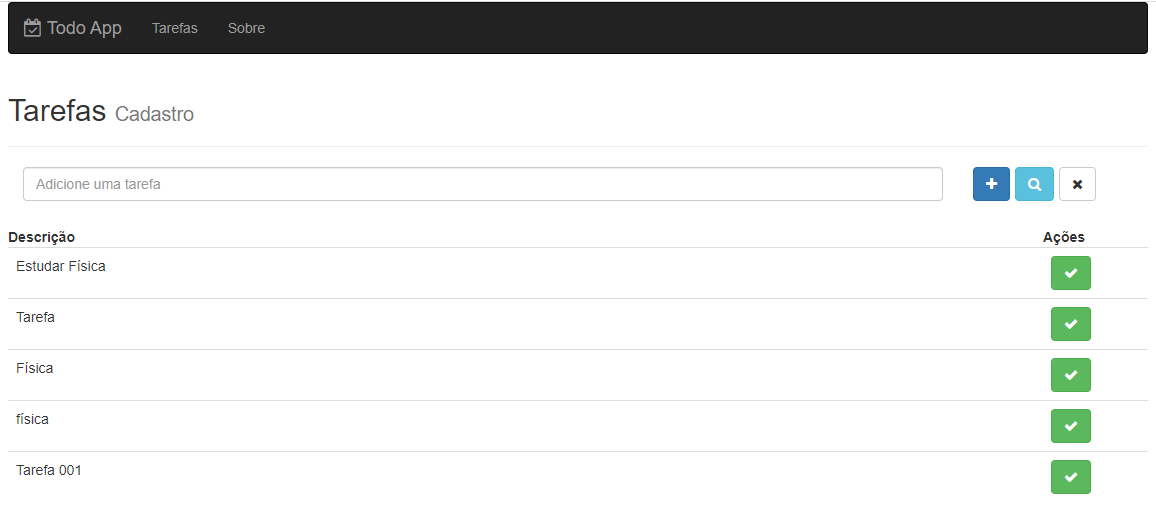 Todo App Tarefas Sobre
Tarefas Cadastro
Adicione uma tarefa
Descrição Ações
Estudar Física
Tarefa
Física
física
Tarefa 001